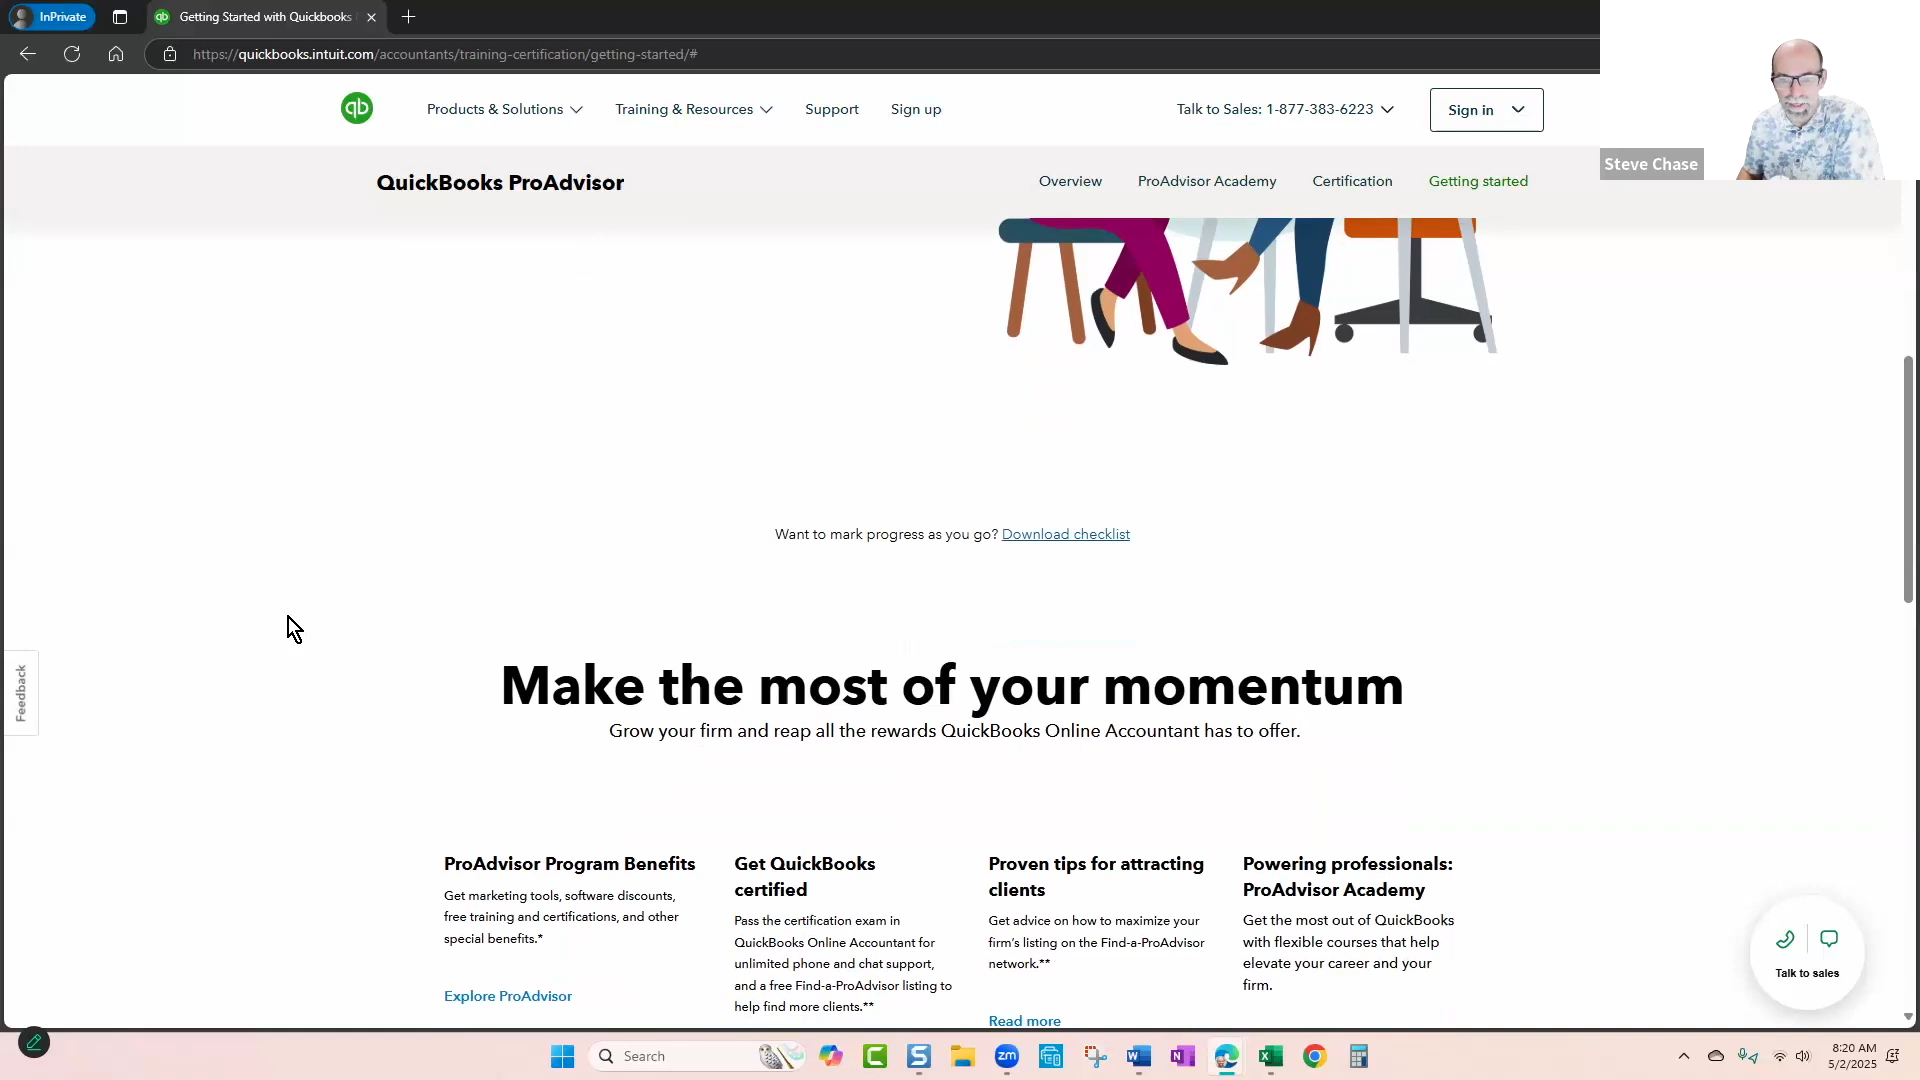 InPrivate
Getting Started with Quickbooks
https://quickbooks.intuit.com/accountants/training-certification/getting-started/#
qb
Products & Solutions
Training & Resources
Support
Sign up
Talk to Sales: 1-877-383-6223
Sign in
Steve Chase
QuickBooks ProAdvisor
Overview
ProAdvisor Academy
Certification
Getting started
Want to mark progress as you go? Download checklist
Feedback
Make the most of your momentum
Grow your firm and reap all the rewards QuickBooks Online Accountant has to offer.
ProAdvisor Program Benefits
Get marketing tools, software discounts,
free training and certifications, and other
special benefits.*
Explore ProAdvisor
Get QuickBooks
certified
Pass the certification exam in
QuickBooks Online Accountant for
unlimited phone and chat support,
and a free Find-a-ProAdvisor listing to
help find more clients.**
Proven tips for attracting
clients
Get advice on how to maximize your
firm's listing on the Find-a-ProAdvisor
network.**
Read more
Powering professionals:
ProAdvisor Academy
Get the most out of QuickBooks
with flexible courses that help
elevate your career and your
firm.
Talk to sales
Search
zm
8:20 AM
5/2/2025